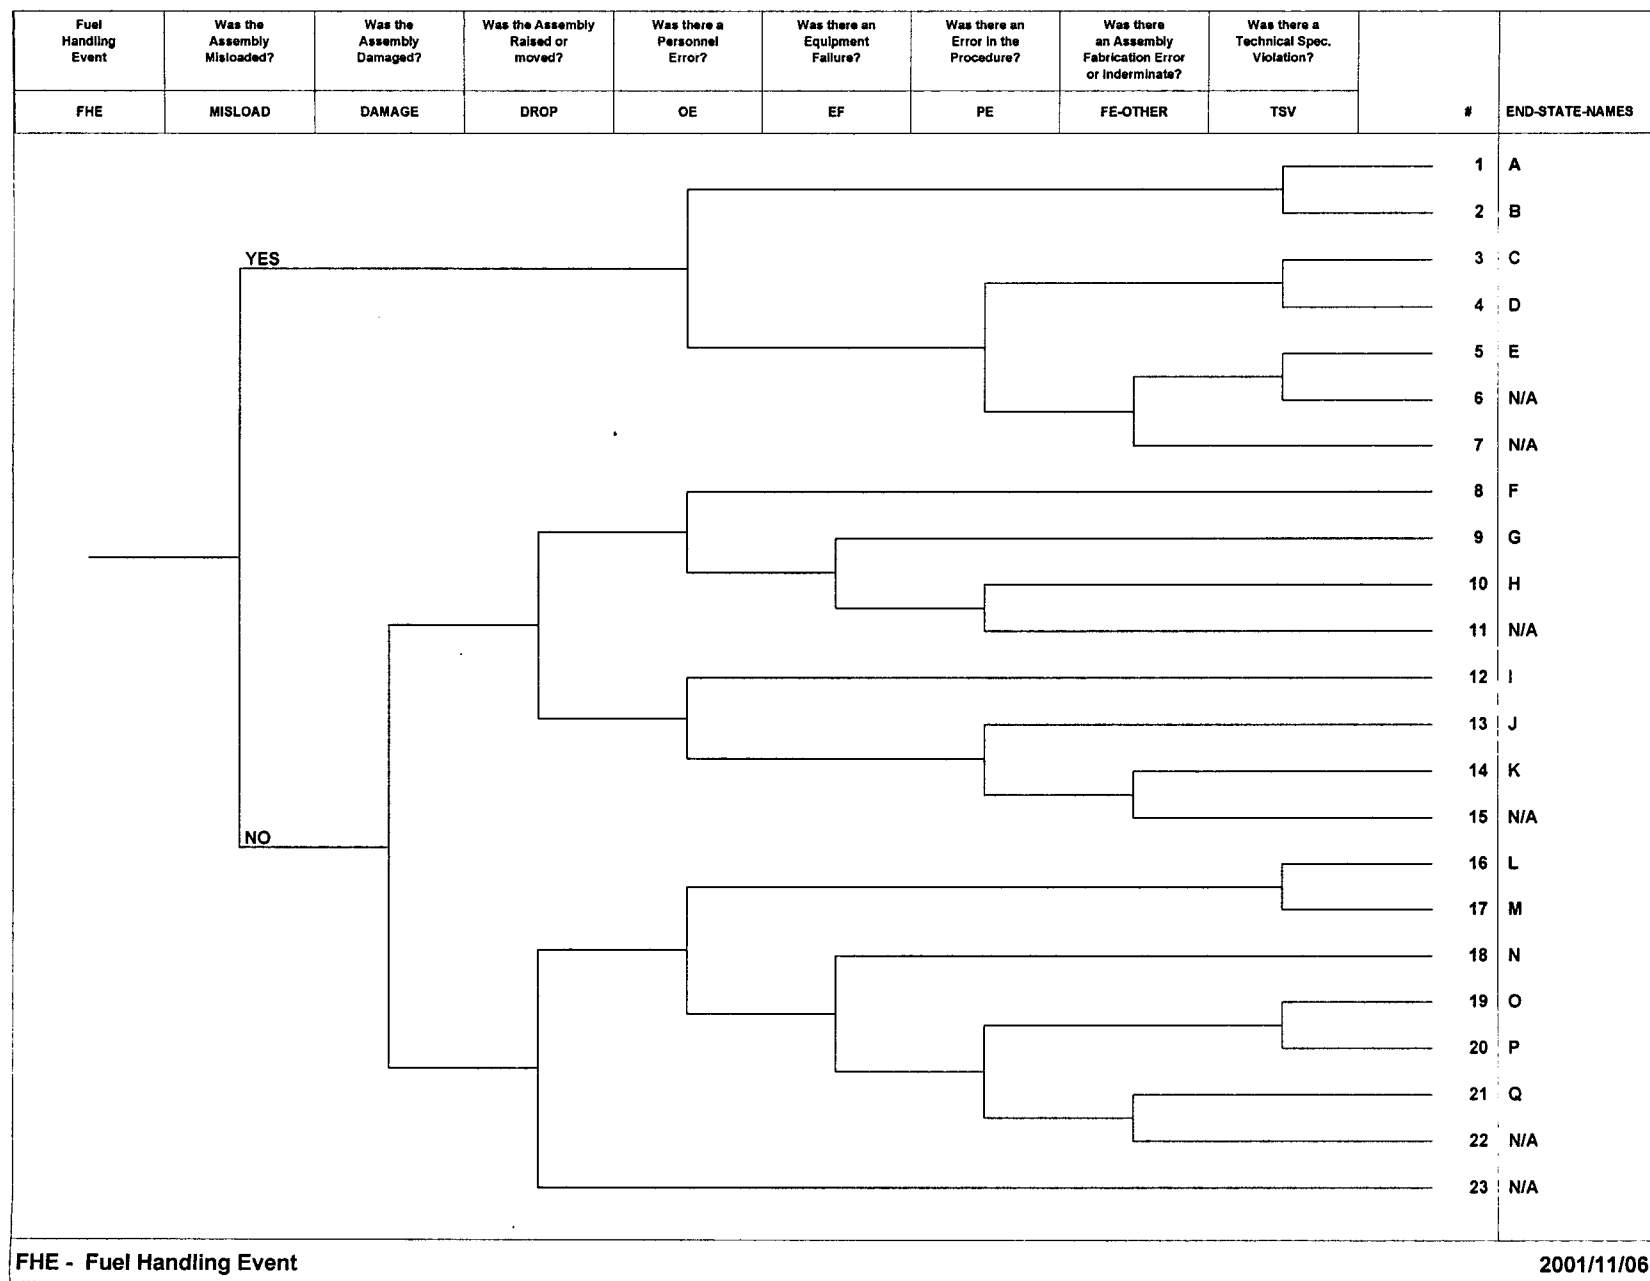 Fuel
Handling
Event
Was the
Assembly
Misloaded?
Was the
Assembly
Damaged?
Was the Assembly
Raised or
moved?
Was there a
Personnel
Error?
Was there an
Equipment
Failure?
Was there an
Error in the
Procedure?
Was there
an Assembly
Fabrication Error
or Inderminate?
Was there a
Technical Spec.
Violation?
FHE MISLOAD DAMAGE DROP OE EF PE FE-OTHER TSV # END-STATE-NAMES
1 A
2 B
YES
3 C
4 D
5 E
6 N/A
7 N/A
8 F
9 G
10 H
11 N/A
12 I
13 J
14 K
15 N/A
NO
16 L
17 M
18 N
19 O
20 P
21 Q
22 N/A
23 N/A
FHE - Fuel Handling Event 2001/11/06